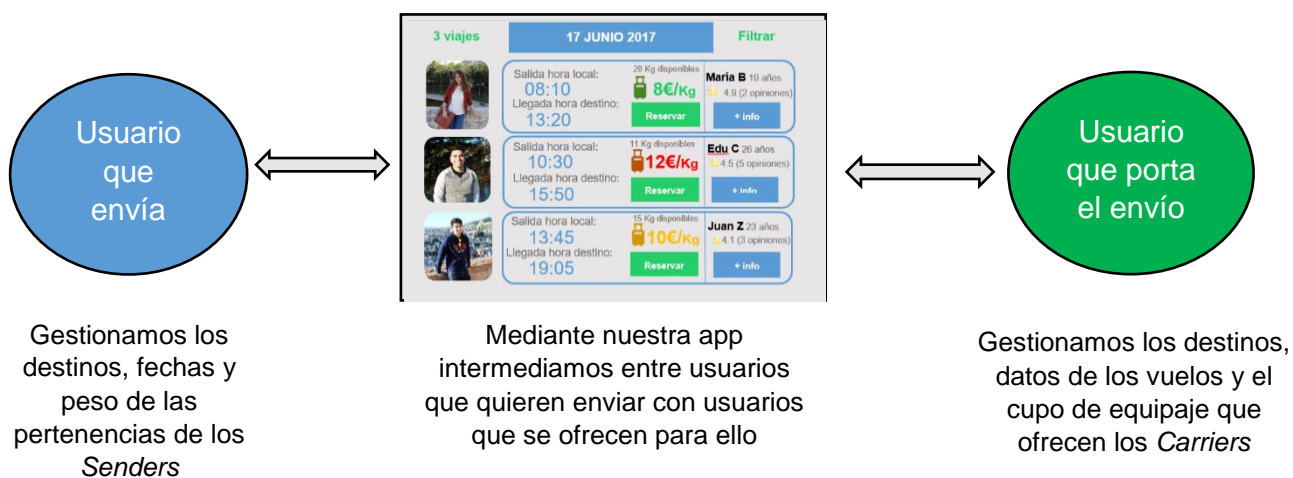 3 viajes
17 JUNIO 2017
Filtrar
Salida hora local:
08:10
Llegada hora destino:
13:20
20 Kg disponibles
8€/Kg
Reservar
María B 19 años
4.9 (2 opiniones)
+ info
Salida hora local:
10:30
Llegada hora destino:
15:50
11 Kg disponibles
12€/Kg
Reservar
Edu C 26 años
4.5 (5 opiniones)
+ info
Salida hora local:
13:45
Llegada hora destino:
19:05
15 Kg disponibles
10€/Kg
Reservar
Juan Z 23 años
4.1 (3 opiniones)
+ info
Usuario
que
envía
Usuario
que porta
el envío
Gestionamos los
destinos, fechas y
peso de las
pertenencias de los
Senders
Mediante nuestra app
intermediamos entre usuarios
que quieren enviar con usuarios
que se ofrecen para ello
Gestionamos los destinos,
datos de los vuelos y el
cupo de equipaje que
ofrecen los Carriers